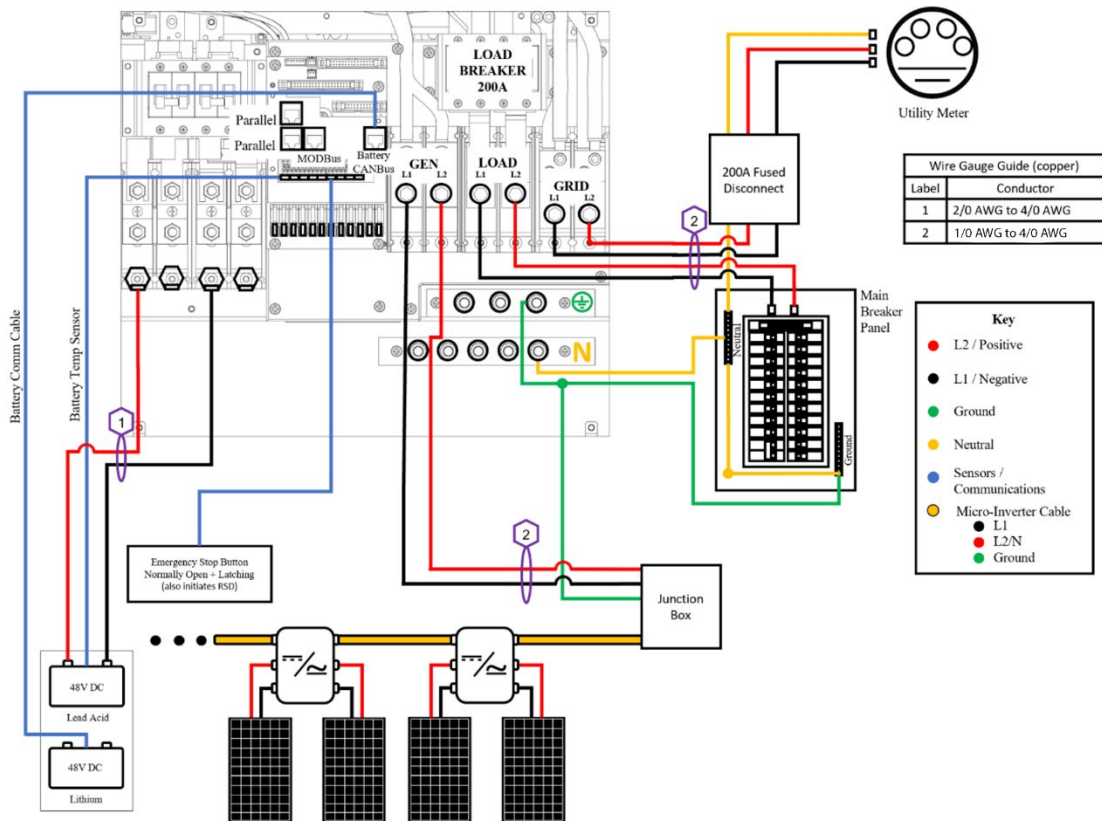 LOAD
BREAKER
200A
Utility Meter
Parallel
Parallel
MODBus
Battery
CANBus
GEN
L1 L2
LOAD
L1 L2
GRID
L1 L2
200A Fused
Disconnect
Wire Gauge Guide (copper)
Label Conductor
1 2/0 AWG to 4/0 AWG
2 1/0 AWG to 4/0 AWG
2
Main
Breaker
Panel
Neutral
Ground
N
Battery Comm Cable
Battery Temp Sensor
1
Key
L2 / Positive
L1 / Negative
Ground
Neutral
Sensors /
Communications
Micro-Inverter Cable
L1
L2/N
Ground
Emergency Stop Button
Normally Open + Latching
(also initiates RSD)
2
Junction
Box
48V DC
Lead Acid
48V DC
Lithium